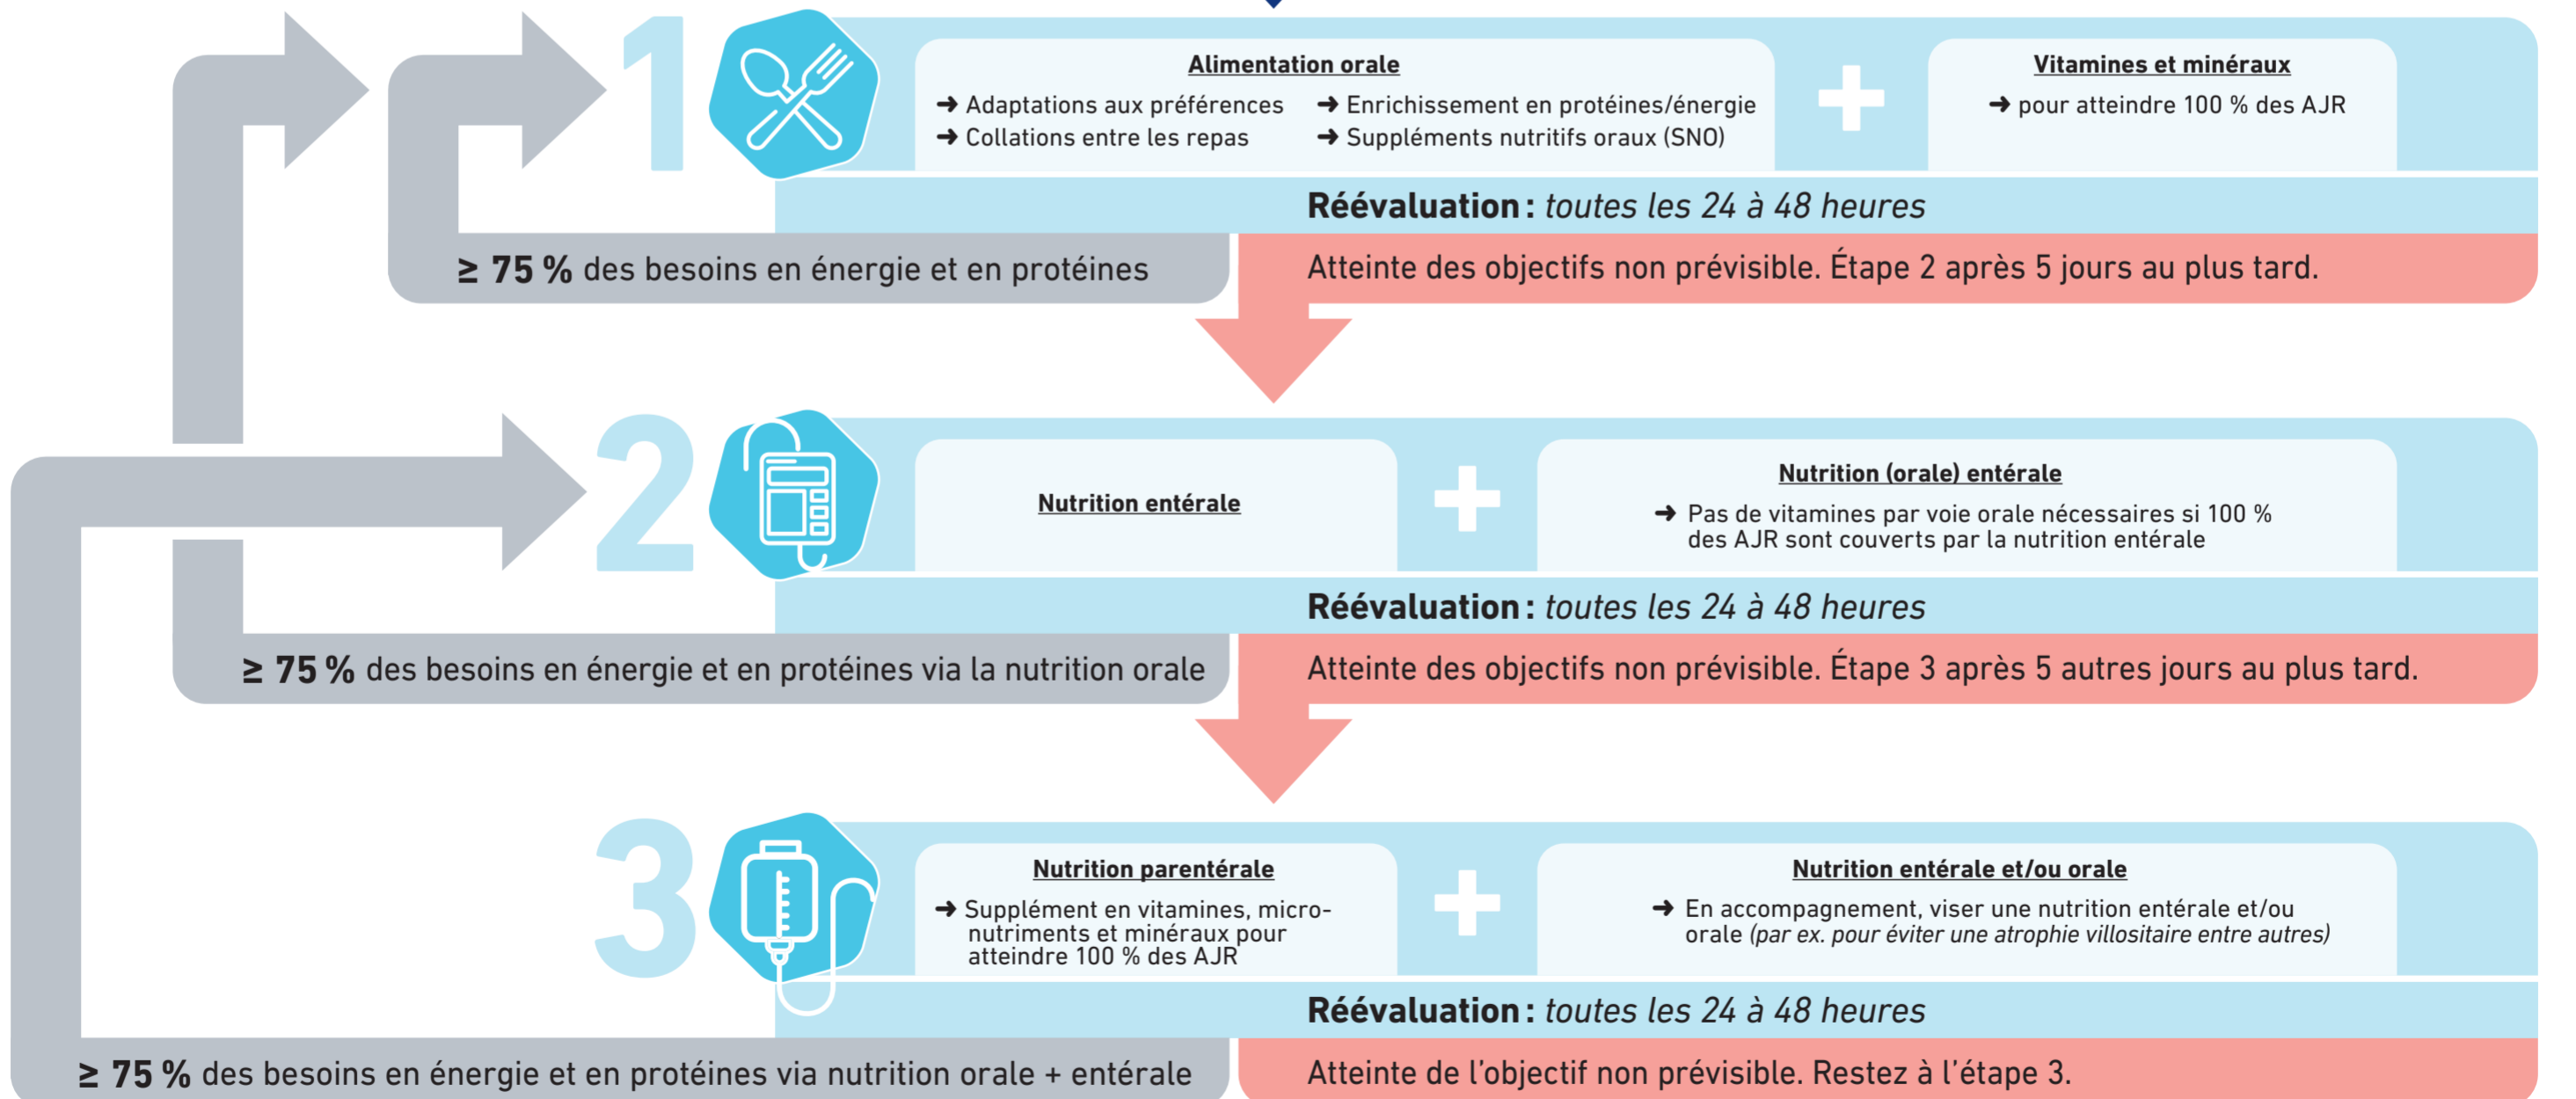 1
Alimentation orale
➔ Adaptations aux préférences
➔ Collations entre les repas
➔ Enrichissement en protéines/énergie
➔ Suppléments nutritifs oraux (SNO)
+
Vitamines et minéraux
➔ pour atteindre 100 % des AJR
Réévaluation : toutes les 24 à 48 heures
≥ 75 % des besoins en énergie et en protéines
Atteinte des objectifs non prévisible. Étape 2 après 5 jours au plus tard.
2
Nutrition entérale
+
Nutrition (orale) entérale
➔ Pas de vitamines par voie orale nécessaires si 100 %
des AJR sont couverts par la nutrition entérale
Réévaluation : toutes les 24 à 48 heures
≥ 75 % des besoins en énergie et en protéines via la nutrition orale
Atteinte des objectifs non prévisible. Étape 3 après 5 autres jours au plus tard.
3
Nutrition parentérale
➔ Supplément en vitamines, micro-
nutriments et minéraux pour
atteindre 100 % des AJR
+
Nutrition entérale et/ou orale
➔ En accompagnement, viser une nutrition entérale et/ou
orale (par ex. pour éviter une atrophie villositaire entre autres)
Réévaluation : toutes les 24 à 48 heures
≥ 75 % des besoins en énergie et en protéines via nutrition orale + entérale
Atteinte de l’objectif non prévisible. Restez à l’étape 3.